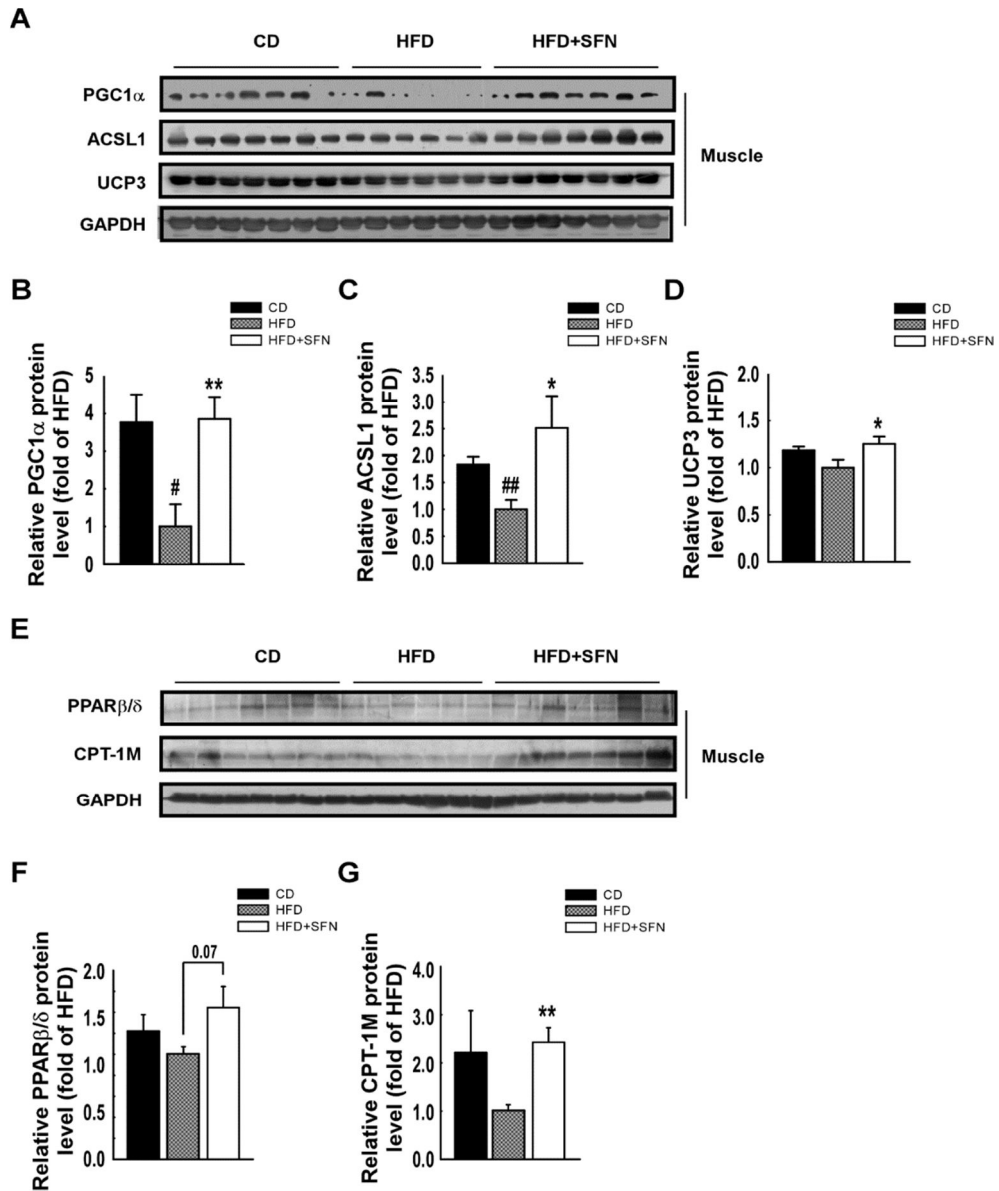 A
CD HFD HFD+SFN
PGC1α
ACSL1
UCP3
GAPDH
Muscle
B
CD
HFD
HFD+SFN
Relative PGC1α protein
level (fold of HFD)
5
4
3
2
1
0
#
**
C
CD
HFD
HFD+SFN
Relative ACSL1 protein
level (fold of HFD)
3.5
3.0
2.5
2.0
1.5
1.0
0.5
0.0
##
*
D
CD
HFD
HFD+SFN
Relative UCP3 protein
level (fold of HFD)
2.0
1.5
1.0
0.5
0.0
*
E
CD HFD HFD+SFN
PPARβ/δ
CPT-1M
GAPDH
Muscle
F
CD
HFD
HFD+SFN
Relative PPARβ/δ protein
level (fold of HFD)
2.0
1.5
1.0
0.5
0.0
0.07
G
CD
HFD
HFD+SFN
Relative CPT-1M protein
level (fold of HFD)
4.0
3.0
2.0
1.0
0.0
**